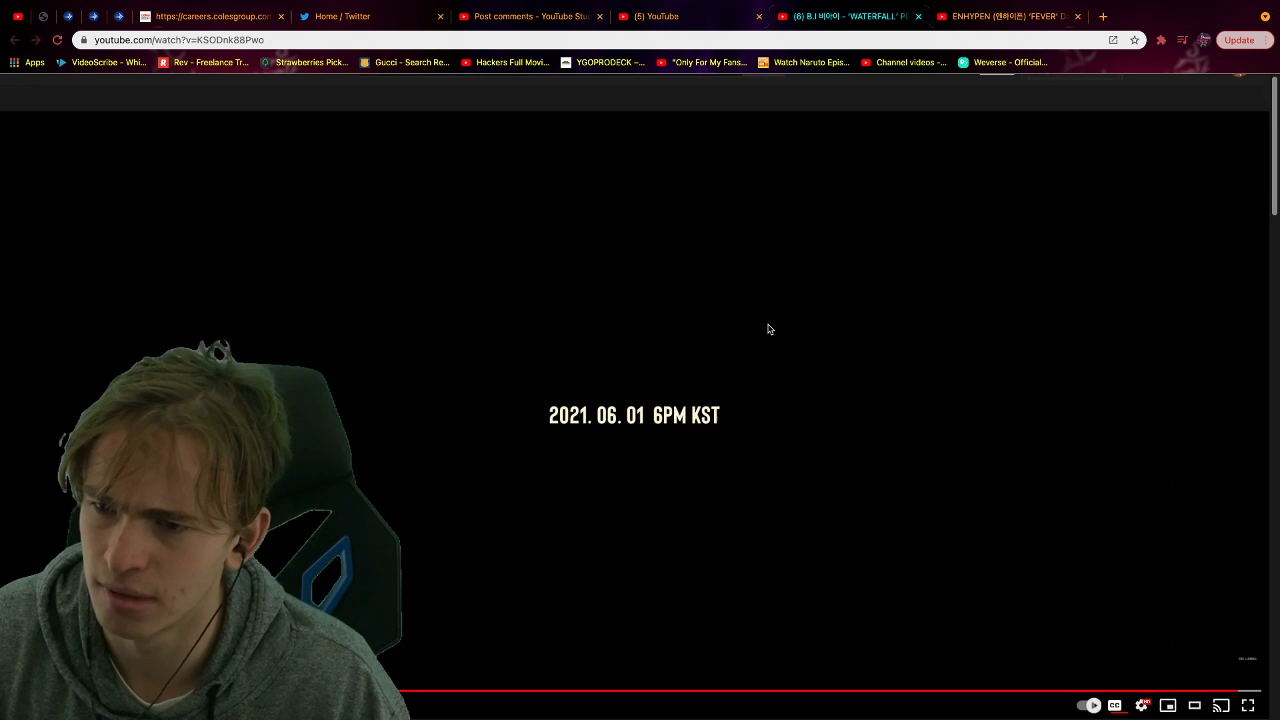 https://careers.colesgroup.con
Home / Twitter
Post comments - YouTube Stu
(5) YouTube
(6) B.I 비아이 - 'WATERFALL' P
ENHYPEN (엔하이픈) 'FEVER' D
youtube.com/watch?v=KSODnk88Pwo
Update
Apps
VideoScribe - Whi...
Rev - Freelance Tr...
Strawberries Pick...
Gucci - Search Re...
Hackers Full Movi...
YGOPRODECK –...
"Only For My Fans...
Watch Naruto Epis...
Channel videos -...
Weverse - Official...
2021. 06. 01 6PM KST
CC
HD